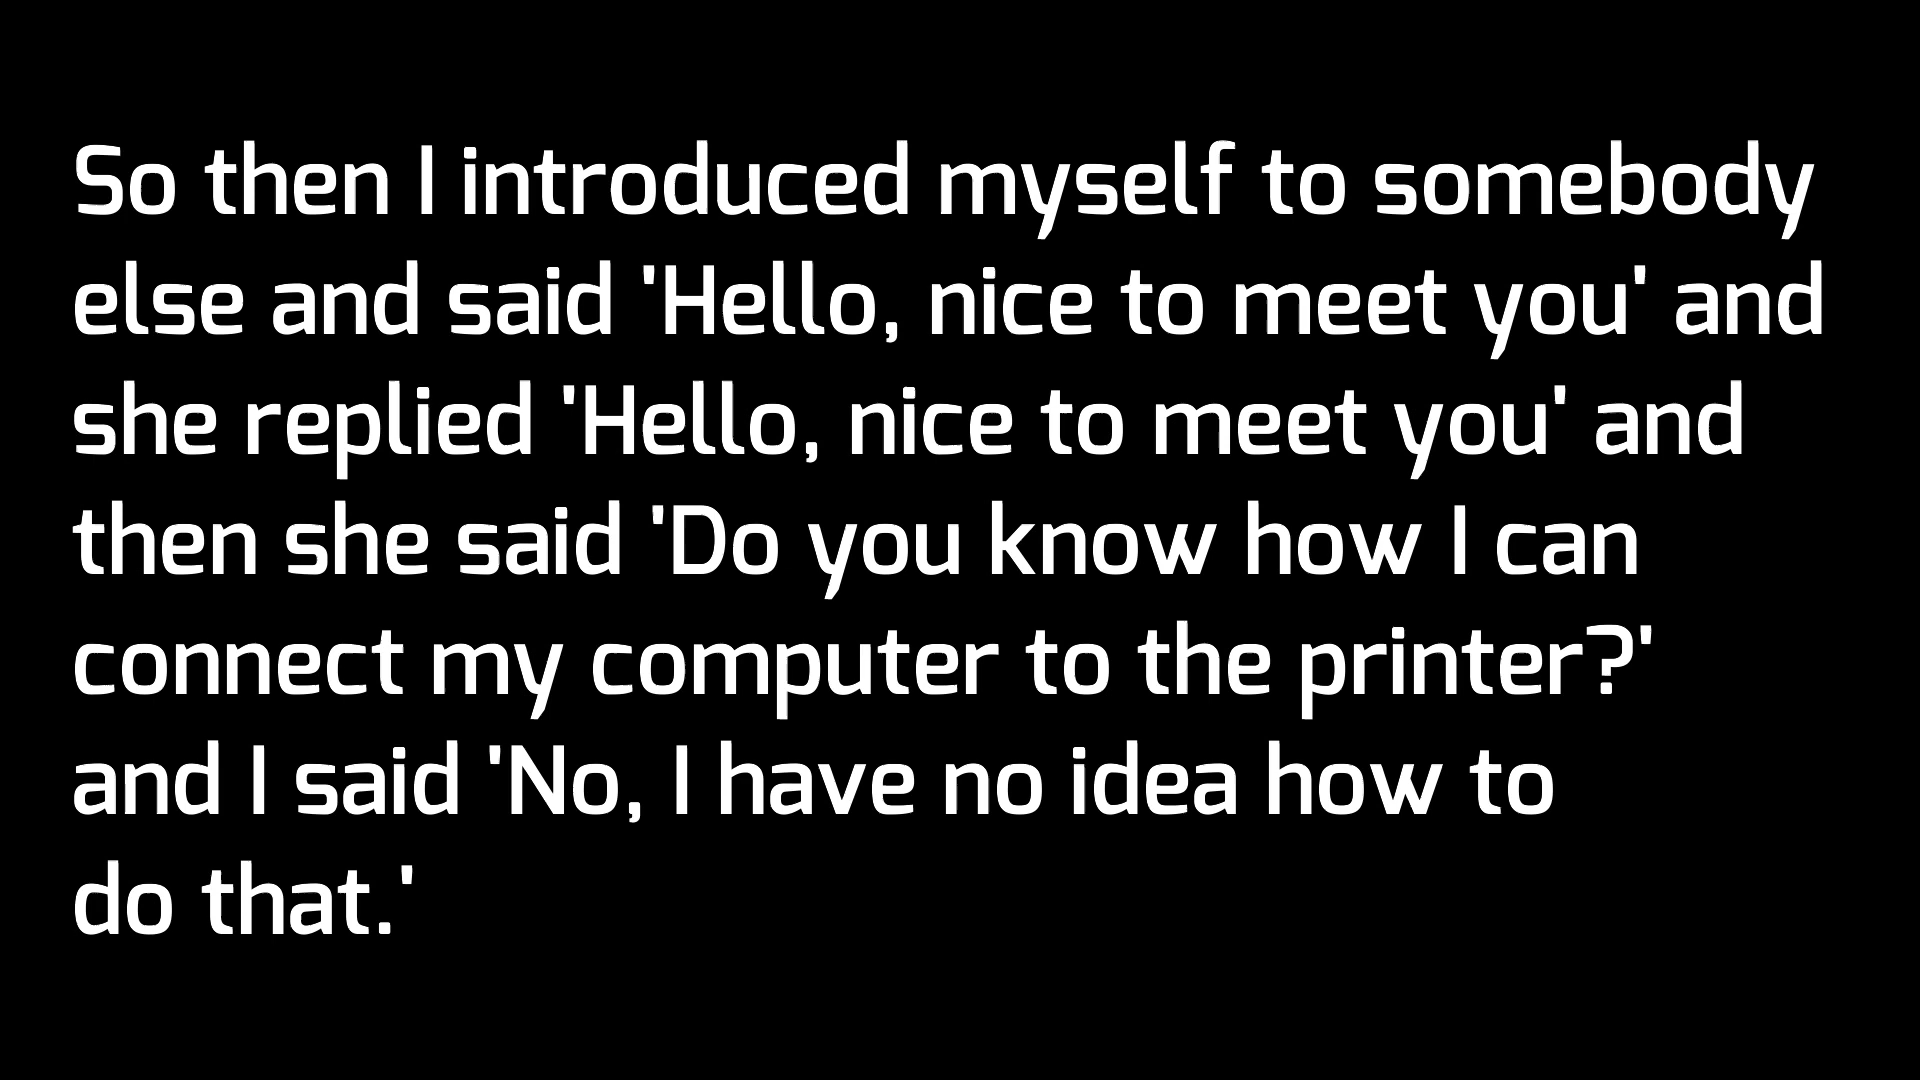 So then I introduced myself to somebody
else and said 'Hello, nice to meet you' and
she replied 'Hello, nice to meet you' and
then she said 'Do you know how I can
connect my computer to the printer?'
and I said 'No, I have no idea how to
do that.'